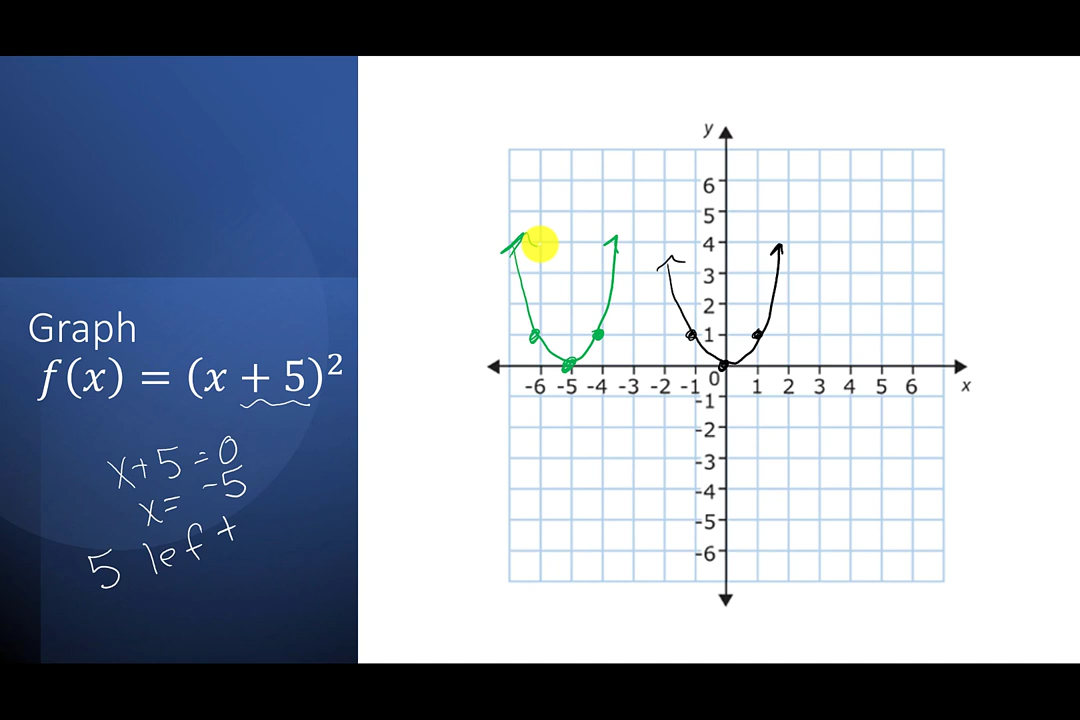 Graph
f(x) = (x + 5)²
x+5=0
x= -5
5 left
y
6
5
4
3
2
1
-6 -5 -4 -3 -2 -1 0 1 2 3 4 5 6 x
-1
-2
-3
-4
-5
-6